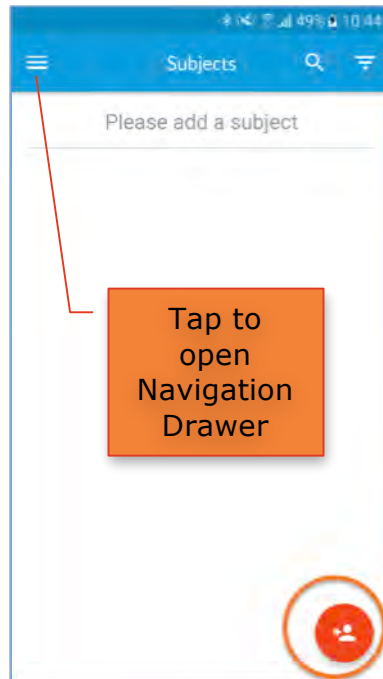 49% 10:44
Subjects
Please add a subject
Tap to
open
Navigation
Drawer